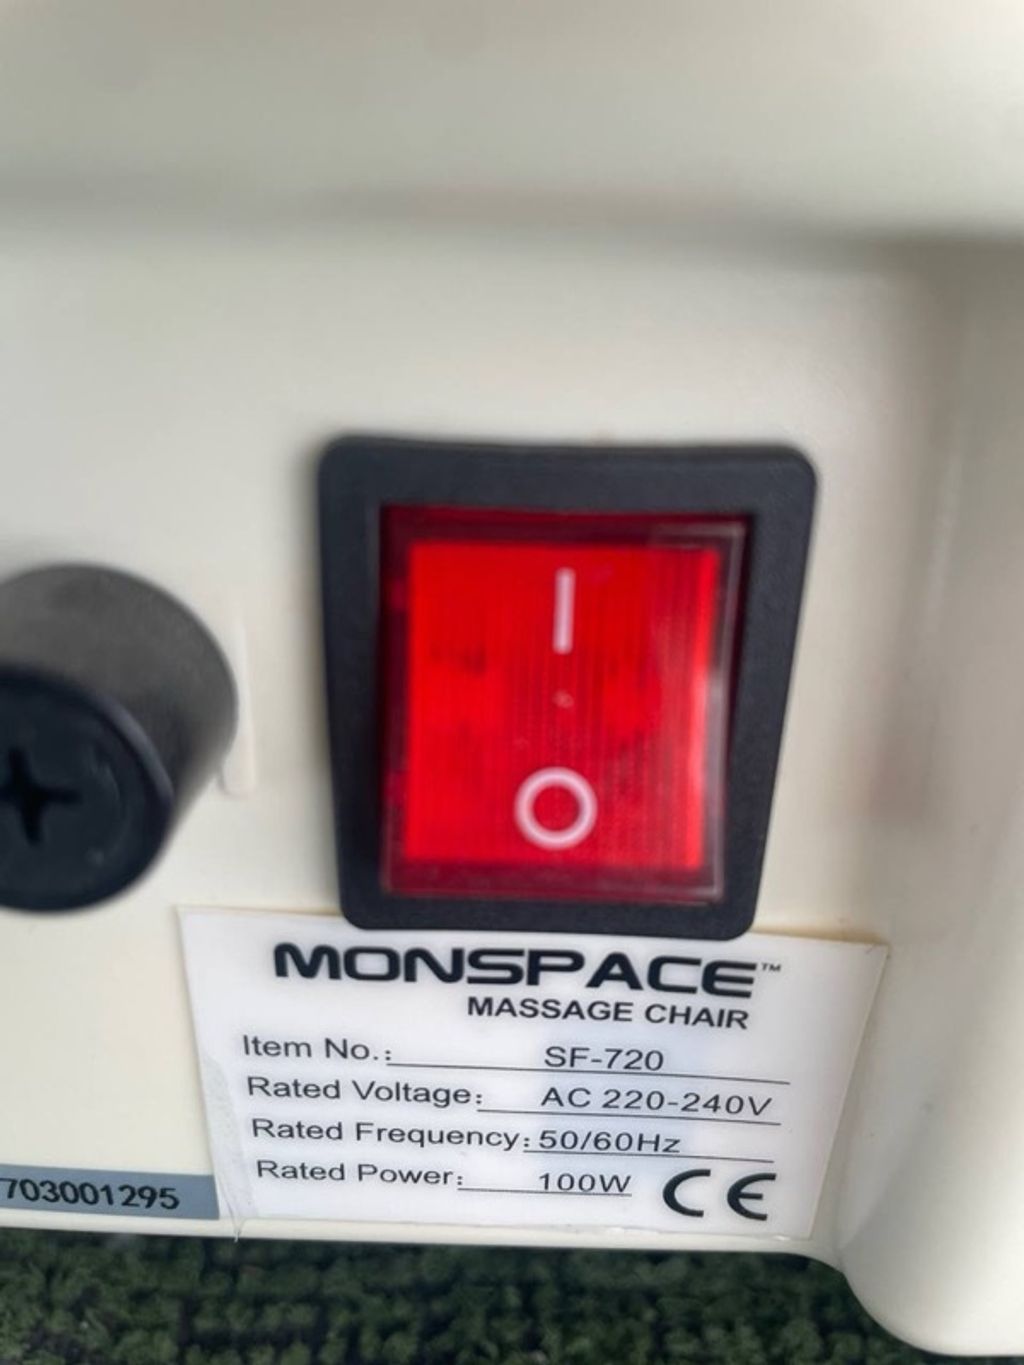 MONSPACE™
MASSAGE CHAIR
Item No.: SF-720
Rated Voltage: AC 220-240V
Rated Frequency: 50/60Hz
Rated Power: 100W CE
703001295